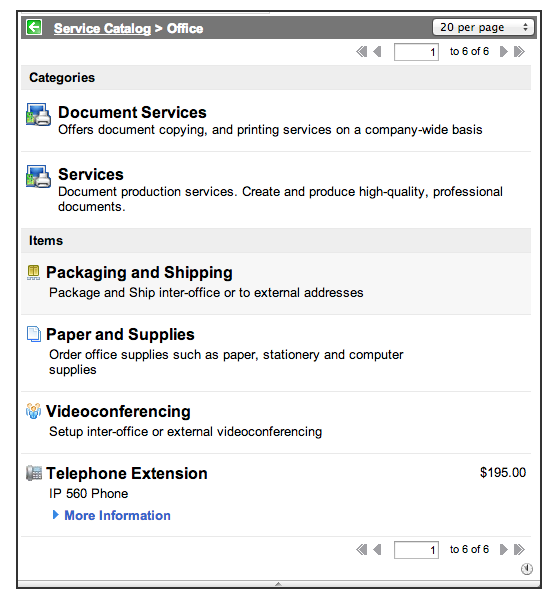 Service Catalog > Office
20 per page
1 to 6 of 6
Categories
Document Services
Offers document copying, and printing services on a company-wide basis
Services
Document production services. Create and produce high-quality, professional
documents.
Items
Packaging and Shipping
Package and Ship inter-office or to external addresses
Paper and Supplies
Order office supplies such as paper, stationery and computer
supplies
Videoconferencing
Setup inter-office or external videoconferencing
Telephone Extension $195.00
IP 560 Phone
More Information
1 to 6 of 6